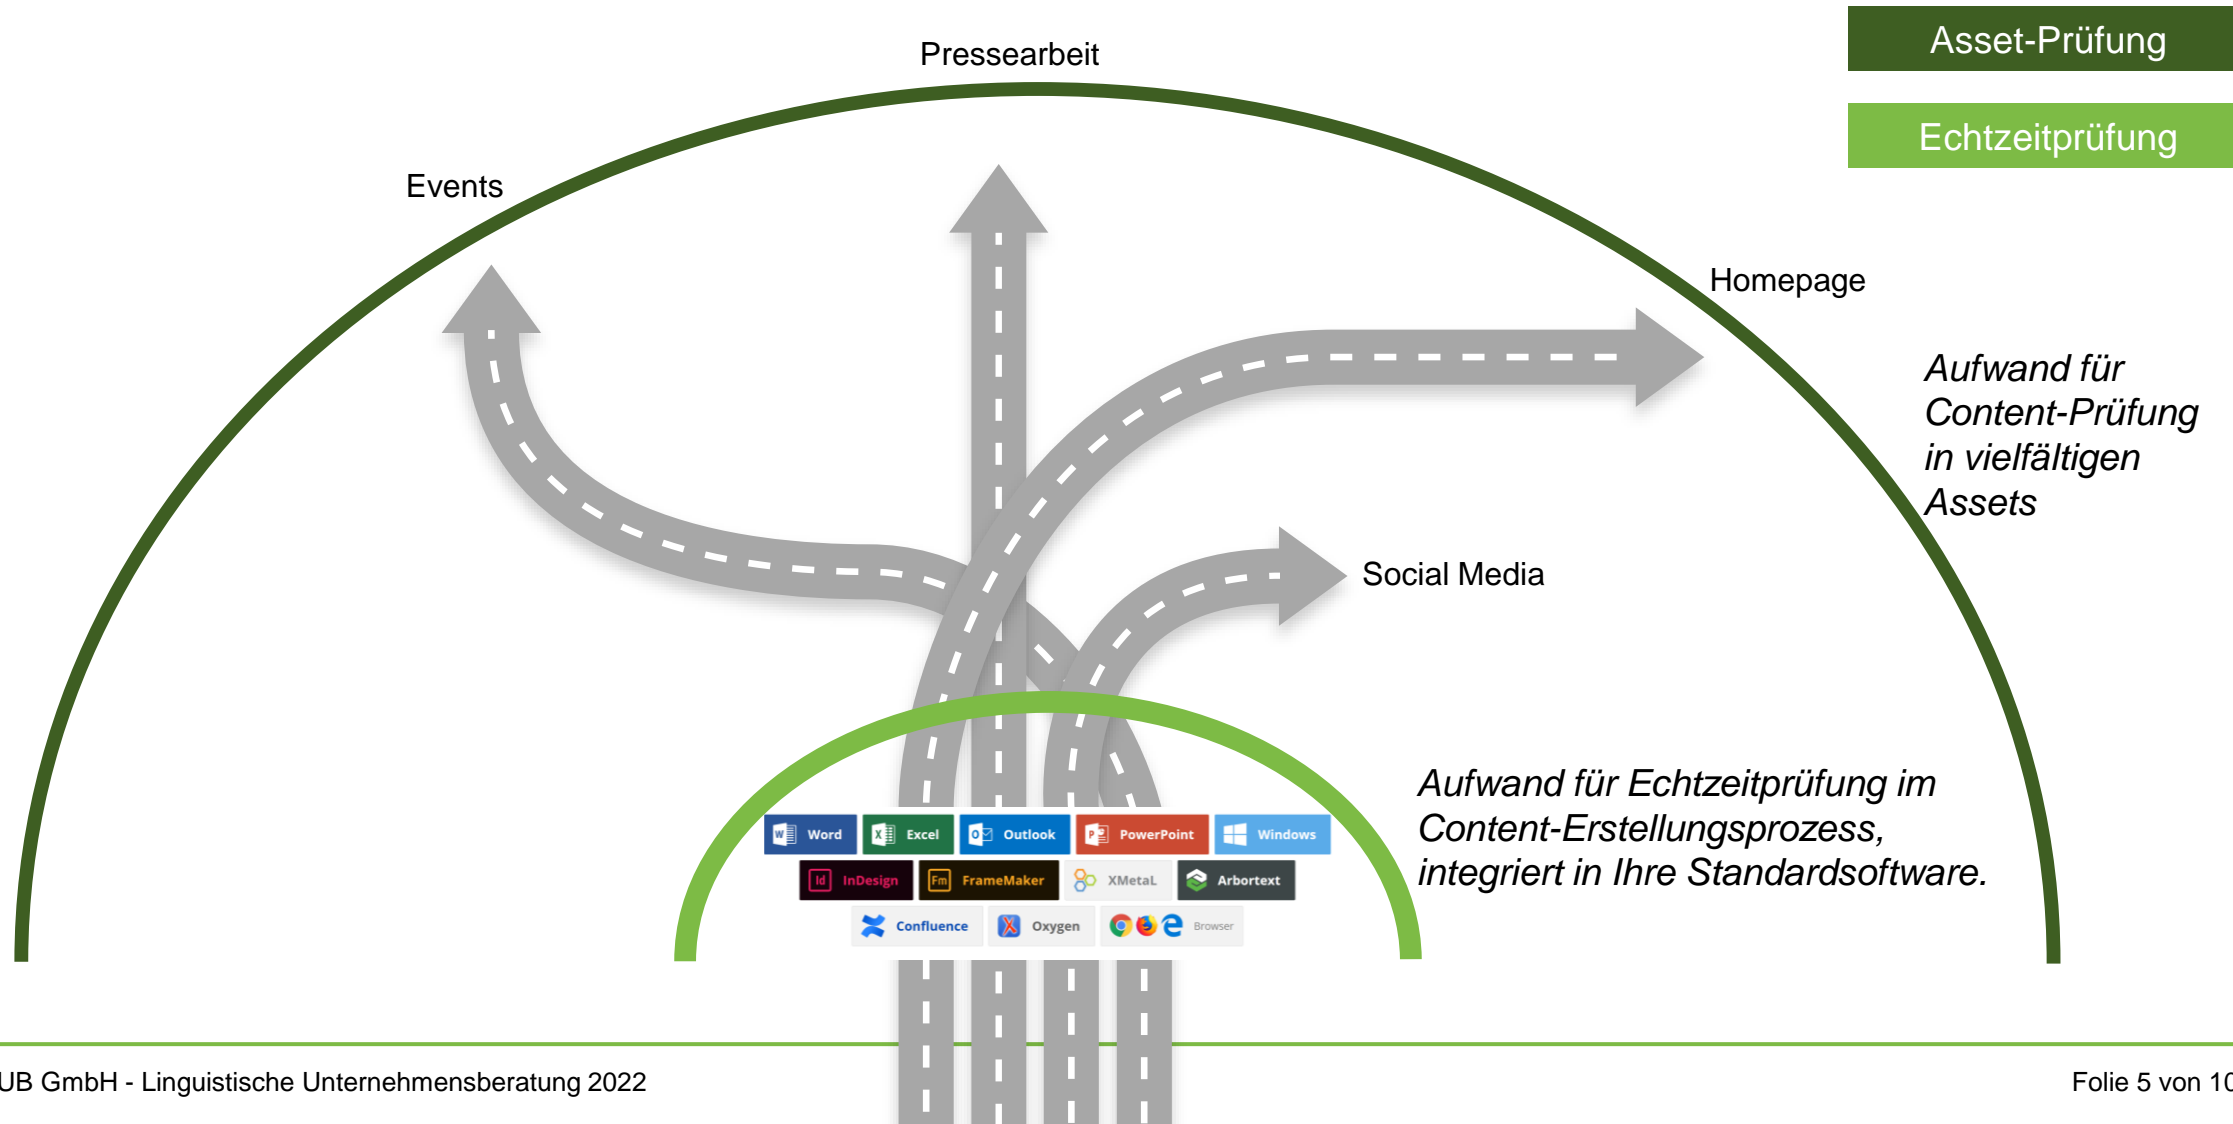 Asset-Prüfung
Pressearbeit
Echtzeitprüfung
Events
Homepage
Aufwand für
Content-Prüfung
in vielfältigen
Assets
Social Media
Aufwand für Echtzeitprüfung im
Content-Erstellungsprozess,
integriert in Ihre Standardsoftware.
Word Excel Outlook PowerPoint Windows
InDesign FrameMaker XMetaL Arbortext
Confluence Oxygen Browser
UB GmbH - Linguistische Unternehmensberatung 2022
Folie 5 von 10